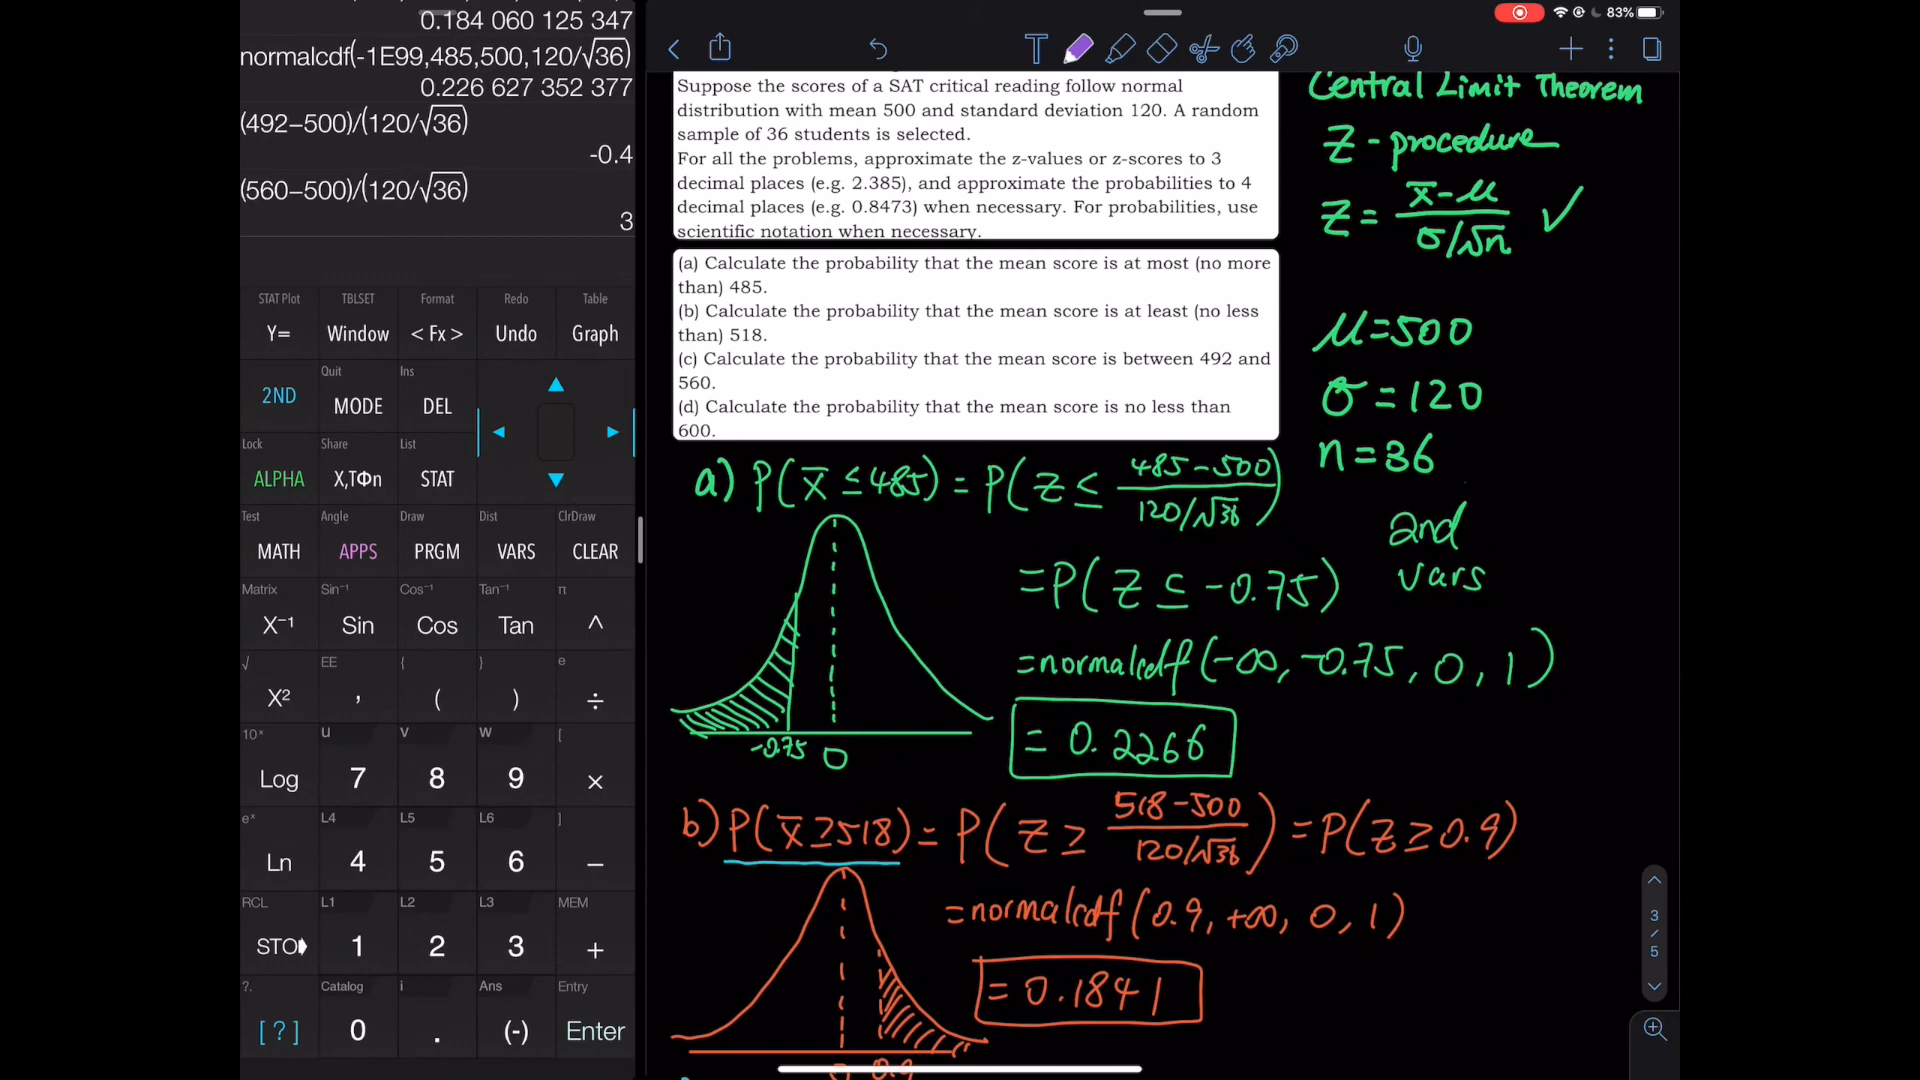 0.184 060 125 347
normalcdf(-1E99,485,500,120/√36)
0.226 627 352 377
(492−500)/(120/√36)
-0.4
(560−500)/(120/√36)
3
STAT Plot TBLSET Format Redo Table
Y= Window < Fx > Undo Graph
Quit Ins
2ND MODE DEL
Lock Share List
ALPHA X,TΦn STAT
Test Angle Draw Dist ClrDraw
MATH APPS PRGM VARS CLEAR
Matrix Sin⁻¹ Cos⁻¹ Tan⁻¹ π
X⁻¹ Sin Cos Tan ^
√ EE { } e
X² , ( ) ÷
10ˣ u v w [
Log 7 8 9 ×
eˣ L4 L5 L6 ]
Ln 4 5 6 −
RCL L1 L2 L3 MEM
STO 1 2 3 +
?. Catalog i Ans Entry
[ ? ] 0 . (-) Enter
83%
T
Suppose the scores of a SAT critical reading follow normal
distribution with mean 500 and standard deviation 120. A random
sample of 36 students is selected.
For all the problems, approximate the z-values or z-scores to 3
decimal places (e.g. 2.385), and approximate the probabilities to 4
decimal places (e.g. 0.8473) when necessary. For probabilities, use
scientific notation when necessary.
(a) Calculate the probability that the mean score is at most (no more
than) 485.
(b) Calculate the probability that the mean score is at least (no less
than) 518.
(c) Calculate the probability that the mean score is between 492 and
560.
(d) Calculate the probability that the mean score is no less than
600.
Central Limit Theorem
Z - procedure
Z = (x̄-μ)/(σ/√n) ✓
μ=500
σ=120
n=36
2nd
vars
a) P(x̄ ≤ 485) = P(Z ≤ (485-500)/(120/√36))
=P(Z ≤ -0.75)
=normalcdf(-∞, -0.75, 0, 1)
= 0.2266
-0.75 0
b) P(x̄ ≥ 518) = P(Z ≥ (518-500)/(120/√36)) = P(Z ≥ 0.9)
=normalcdf(0.9, +∞, 0, 1)
= 0.1841
0 0.9
3
/
5